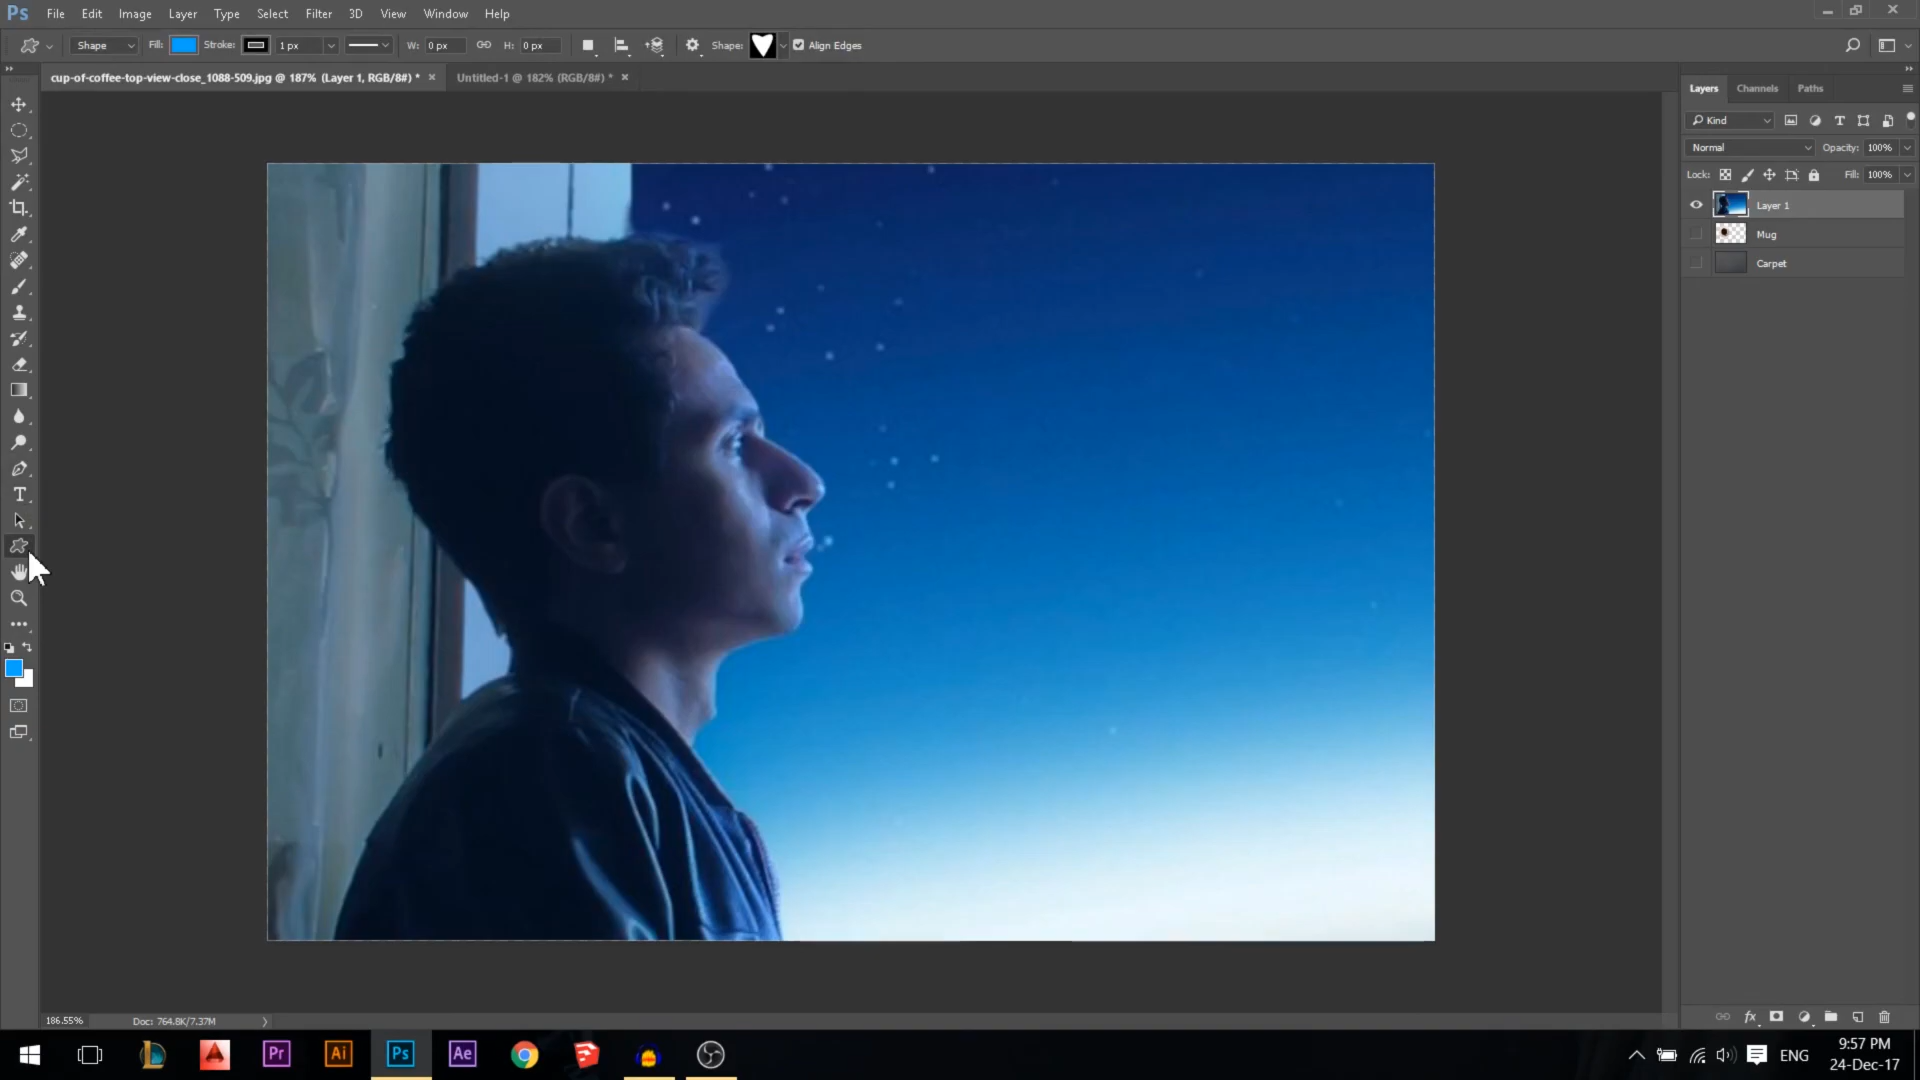 Ps File Edit Image Layer Type Select Filter 3D View Window Help
Shape Fill: Stroke: 1 px W: 0 px H: 0 px Shape: Align Edges
cup-of-coffee-top-view-close_1088-509.jpg @ 187% (Layer 1, RGB/8#) * × Untitled-1 @ 182% (RGB/8#) * ×
Layers Channels Paths
Kind
Normal Opacity: 100%
Lock: Fill: 100%
Layer 1
Mug
Carpet
T
fx
186.55% Doc: 764.8K/7.37M
Pr Ai Ps Ae
ENG
9:57 PM
24-Dec-17